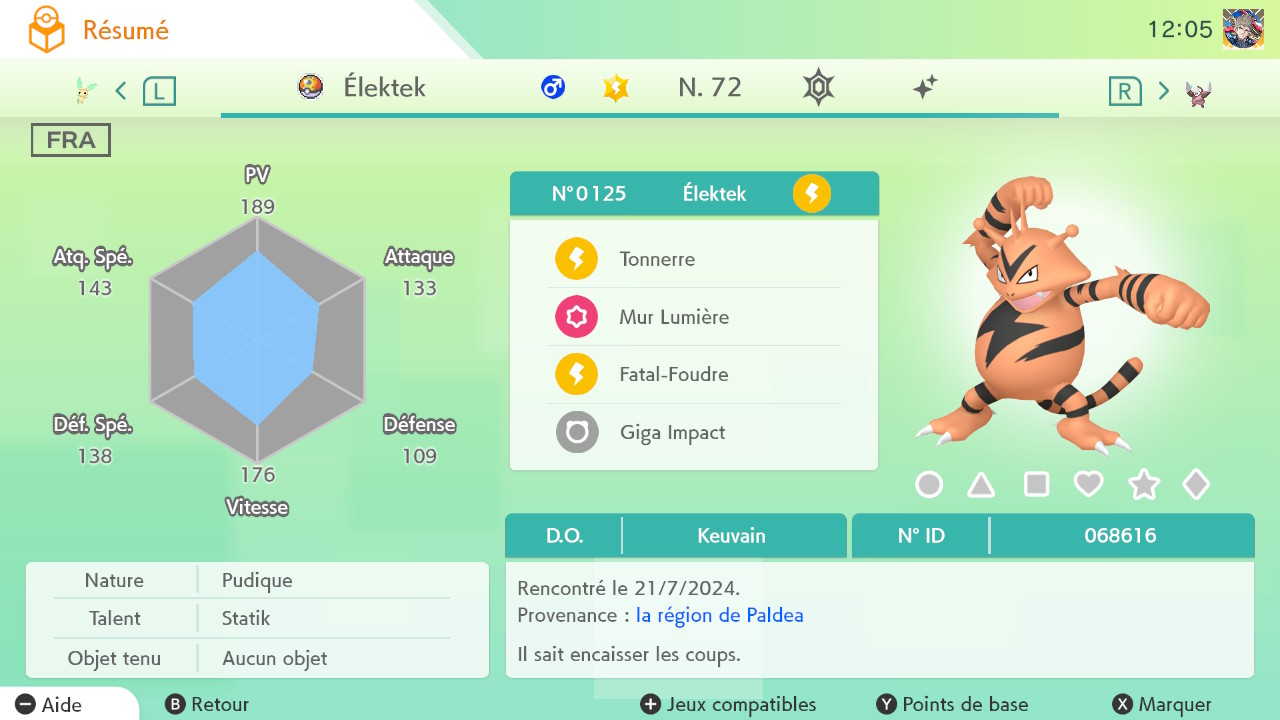 Résumé
12:05
L
Élektek
N. 72
R
FRA
PV
189
Atq. Spé.
143
Attaque
133
Déf. Spé.
138
Défense
109
176
Vitesse
N° 0125 Élektek
Tonnerre
Mur Lumière
Fatal-Foudre
Giga Impact
D.O. Keuvain N° ID 068616
Rencontré le 21/7/2024.
Provenance : la région de Paldea
Il sait encaisser les coups.
Nature Pudique
Talent Statik
Objet tenu Aucun objet
Aide
B Retour
Jeux compatibles
Y Points de base
X Marquer